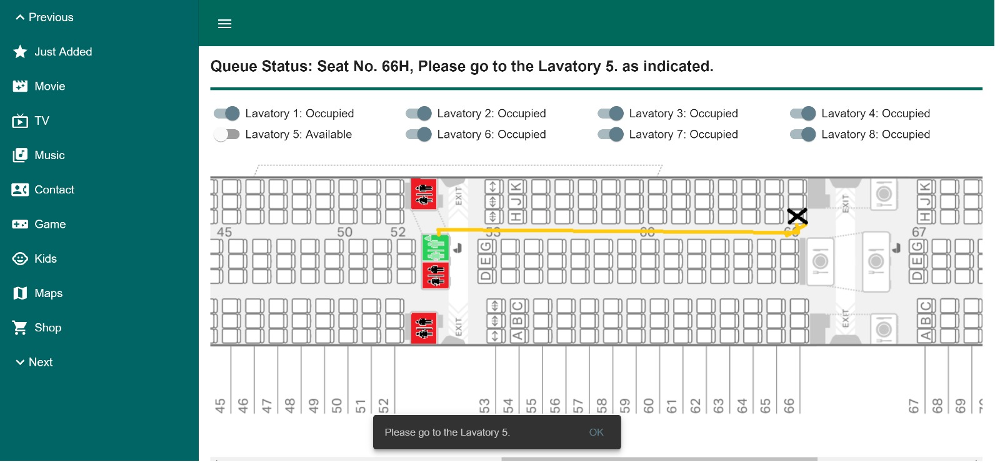 Previous
Just Added
Movie
TV
Music
Contact
Game
Kids
Maps
Shop
Next
Queue Status: Seat No. 66H, Please go to the Lavatory 5. as indicated.
Lavatory 1: Occupied
Lavatory 2: Occupied
Lavatory 3: Occupied
Lavatory 4: Occupied
Lavatory 5: Available
Lavatory 6: Occupied
Lavatory 7: Occupied
Lavatory 8: Occupied
EXIT
K
J
H
EXIT
K
J
H
45
50
52
53
60
67
G
E
D
G
E
D
C
B
A
EXIT
EXIT
C
B
A
45
46
47
48
49
50
51
52
53
54
55
56
57
58
59
60
61
62
63
64
65
66
67
68
69
Please go to the Lavatory 5.
OK